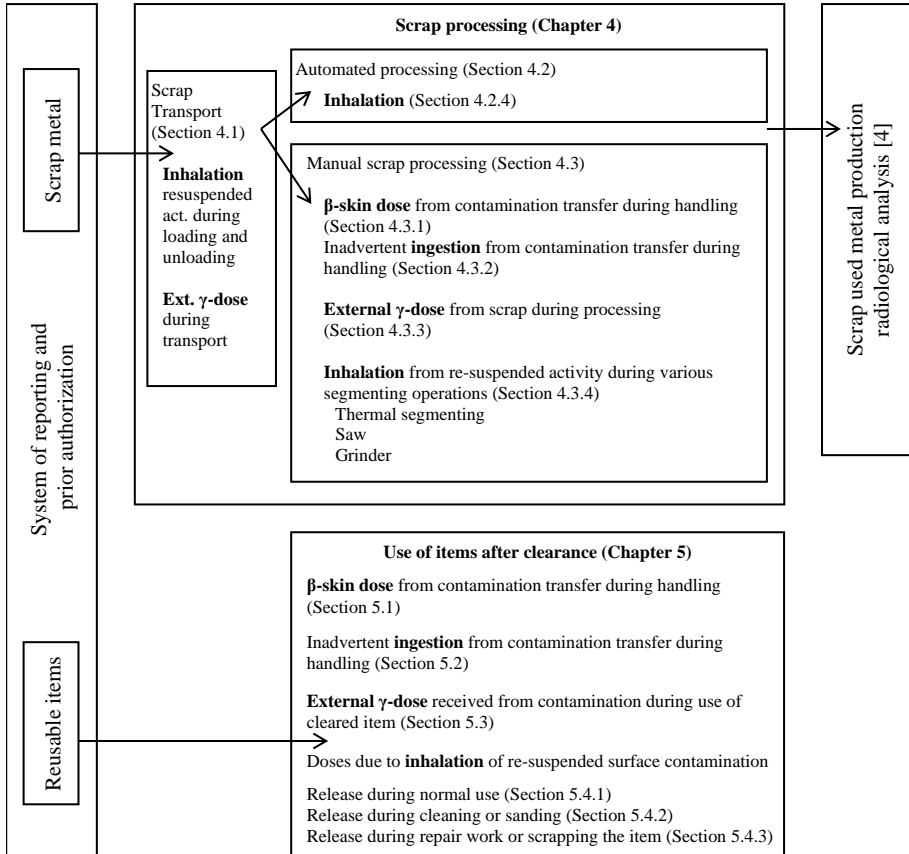 System of reporting and
prior authorization
Scrap metal
Reusable items
Scrap processing (Chapter 4)
Scrap
Transport
(Section 4.1)
Inhalation
resuspended
act. during
loading and
unloading
Ext. γ-dose
during
transport
Automated processing (Section 4.2)
Inhalation (Section 4.2.4)
Manual scrap processing (Section 4.3)
β-skin dose from contamination transfer during handling
(Section 4.3.1)
Inadvertent ingestion from contamination transfer during
handling (Section 4.3.2)
External γ-dose from scrap during processing
(Section 4.3.3)
Inhalation from re-suspended activity during various
segmenting operations (Section 4.3.4)
Thermal segmenting
Saw
Grinder
Scrap used metal production
radiological analysis [4]
Use of items after clearance (Chapter 5)
β-skin dose from contamination transfer during handling
(Section 5.1)
Inadvertent ingestion from contamination transfer during
handling (Section 5.2)
External γ-dose received from contamination during use of
cleared item (Section 5.3)
Doses due to inhalation of re-suspended surface contamination
Release during normal use (Section 5.4.1)
Release during cleaning or sanding (Section 5.4.2)
Release during repair work or scrapping the item (Section 5.4.3)